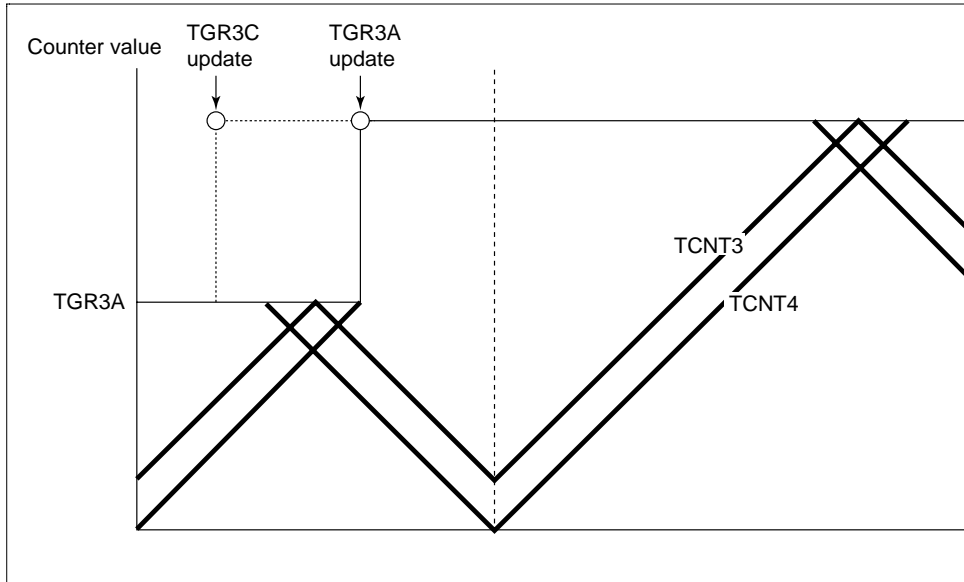 Counter value
TGR3C
update
TGR3A
update
TGR3A
TCNT3
TCNT4